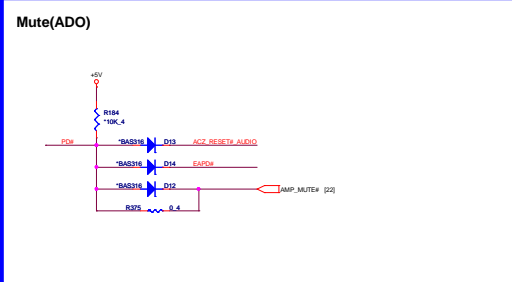 Mute(ADO)
+5V
R184
*10K_4
PD# *BAS316 D13 ACZ_RESET#_AUDIO
*BAS316 D14 EAPD#
*BAS316 D12 AMP_MUTE# [22]
R375 0_4